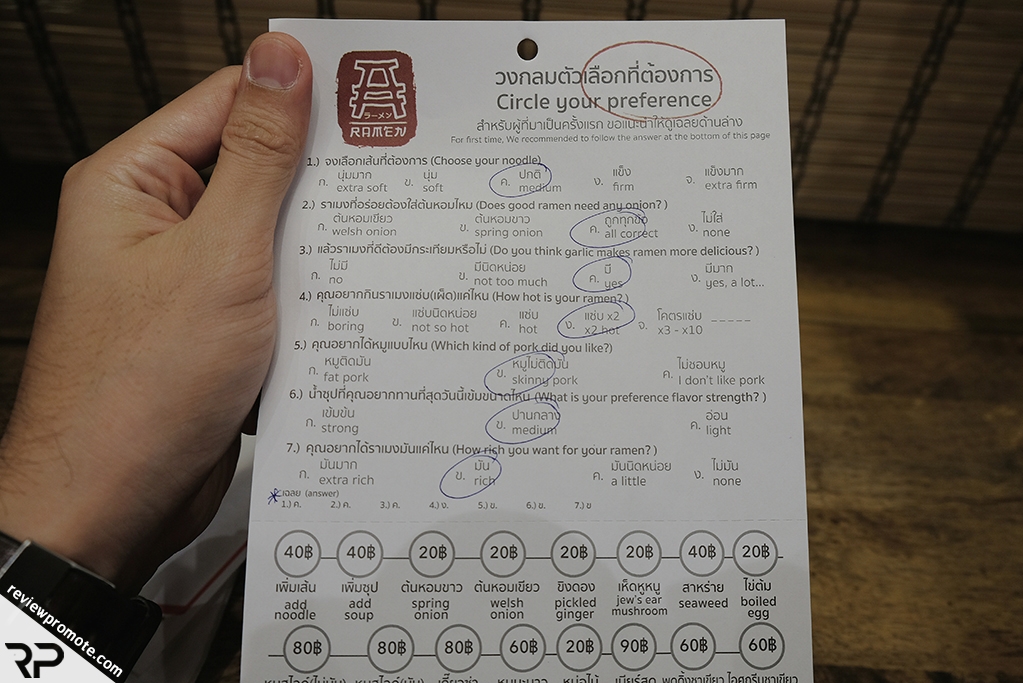 ラーメン
RAMEN
วงกลมตัวเลือกที่ต้องการ
Circle your preference
สำหรับผู้ที่มาเป็นครั้งแรก ขอแนะนำให้ดูเฉลยด้านล่าง
For first time, We recommended to follow the answer at the bottom of this page
1.) จงเลือกเส้นที่ต้องการ (Choose your noodle)
ก. นุ่มมาก ข. นุ่ม ค. ปกติ ง. แข็ง จ. แข็งมาก
extra soft soft medium firm extra firm
2.) ราเมงที่อร่อยต้องใส่ต้นหอมไหม (Does good ramen need any onion? )
ก. ต้นหอมเขียว ข. ต้นหอมขาว ค. ถูกทุกข้อ ง. ไม่ใส่
welsh onion spring onion all correct none
3.) แล้วราเมงที่ดีต้องมีกระเทียมหรือไม่ (Do you think garlic makes ramen more delicious? )
ก. ไม่มี ข. มีนิดหน่อย ค. มี ง. มีมาก
no not too much yes yes, a lot...
4.) คุณอยากกินราเมงแซ่บ(เผ็ด)แค่ไหน (How hot is your ramen? )
ก. ไม่แซ่บ ข. แซ่บนิดหน่อย ค. แซ่บ ง. แซ่บ x2 จ. โคตรแซ่บ _ _ _ _ _
boring not so hot hot x2 hot x3 - x10
5.) คุณอยากได้หมูแบบไหน (Which kind of pork did you like?)
ก. หมูติดมัน ข. หมูไม่ติดมัน ค. ไม่ชอบหมู
fat pork skinny pork I don't like pork
6.) น้ำซุปที่คุณอยากทานที่สุดวันนี้เข้มข้นขนาดไหน (What is your preference flavor strength? )
ก. เข้มข้น ข. ปานกลาง ค. อ่อน
strong medium light
7.) คุณอยากได้ราเมงมันแค่ไหน (How rich you want for your ramen? )
ก. มันมาก ข. มัน ค. มันนิดหน่อย ง. ไม่มัน
extra rich rich a little none
เฉลย (answer)
1.) ค. 2.) ค. 3.) ค. 4.) ง. 5.) ข. 6.) ข. 7.) ข
40฿ 40฿ 20฿ 20฿ 20฿ 20฿ 40฿ 20฿
เพิ่มเส้น เพิ่มซุป ต้นหอมขาว ต้นหอมเขียว ขิงดอง เห็ดหูหนู สาหร่าย ไข่ต้ม
add noodle add soup spring onion welsh onion pickled ginger jew's ear mushroom seaweed boiled egg
80฿ 80฿ 80฿ 60฿ 20฿ 90฿ 60฿ 60฿
reviewpromote.com
RP